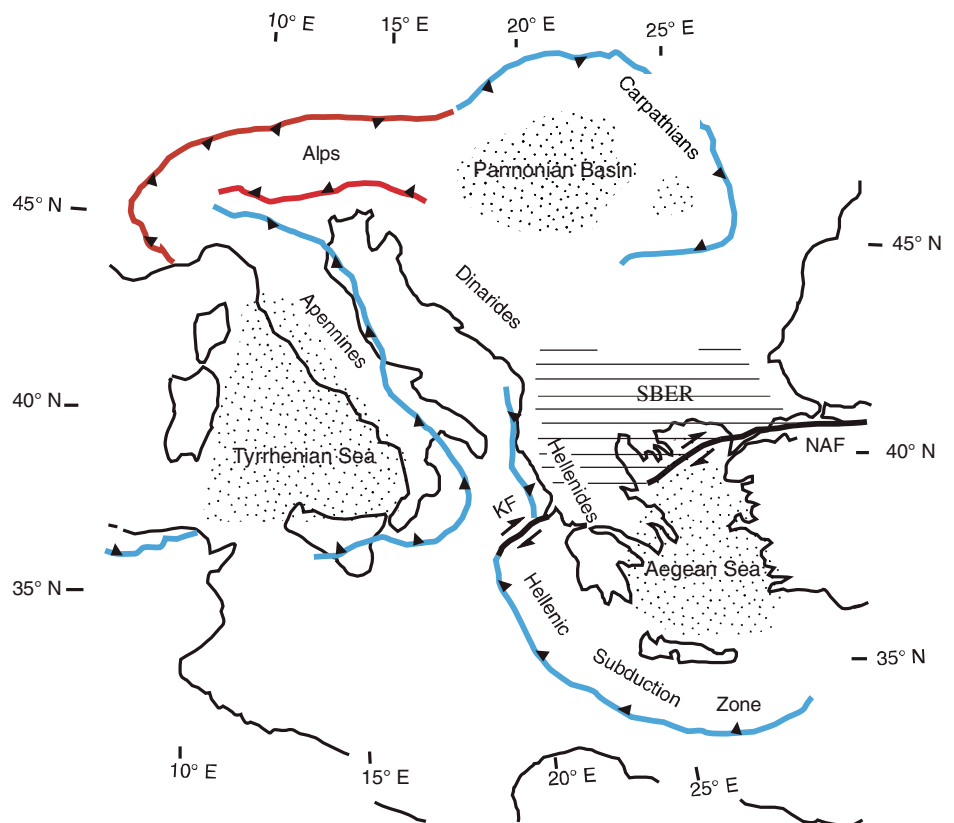 10° E
15° E
20° E
25° E
Carpathians
Alps
Pannonian Basin
45° N
45° N
Dinarides
Apennines
SBER
40° N
NAF
40° N
Hellenides
Tyrrhenian Sea
KF
Aegean Sea
35° N
Hellenic
Subduction
Zone
35° N
10° E
15° E
20° E
25° E